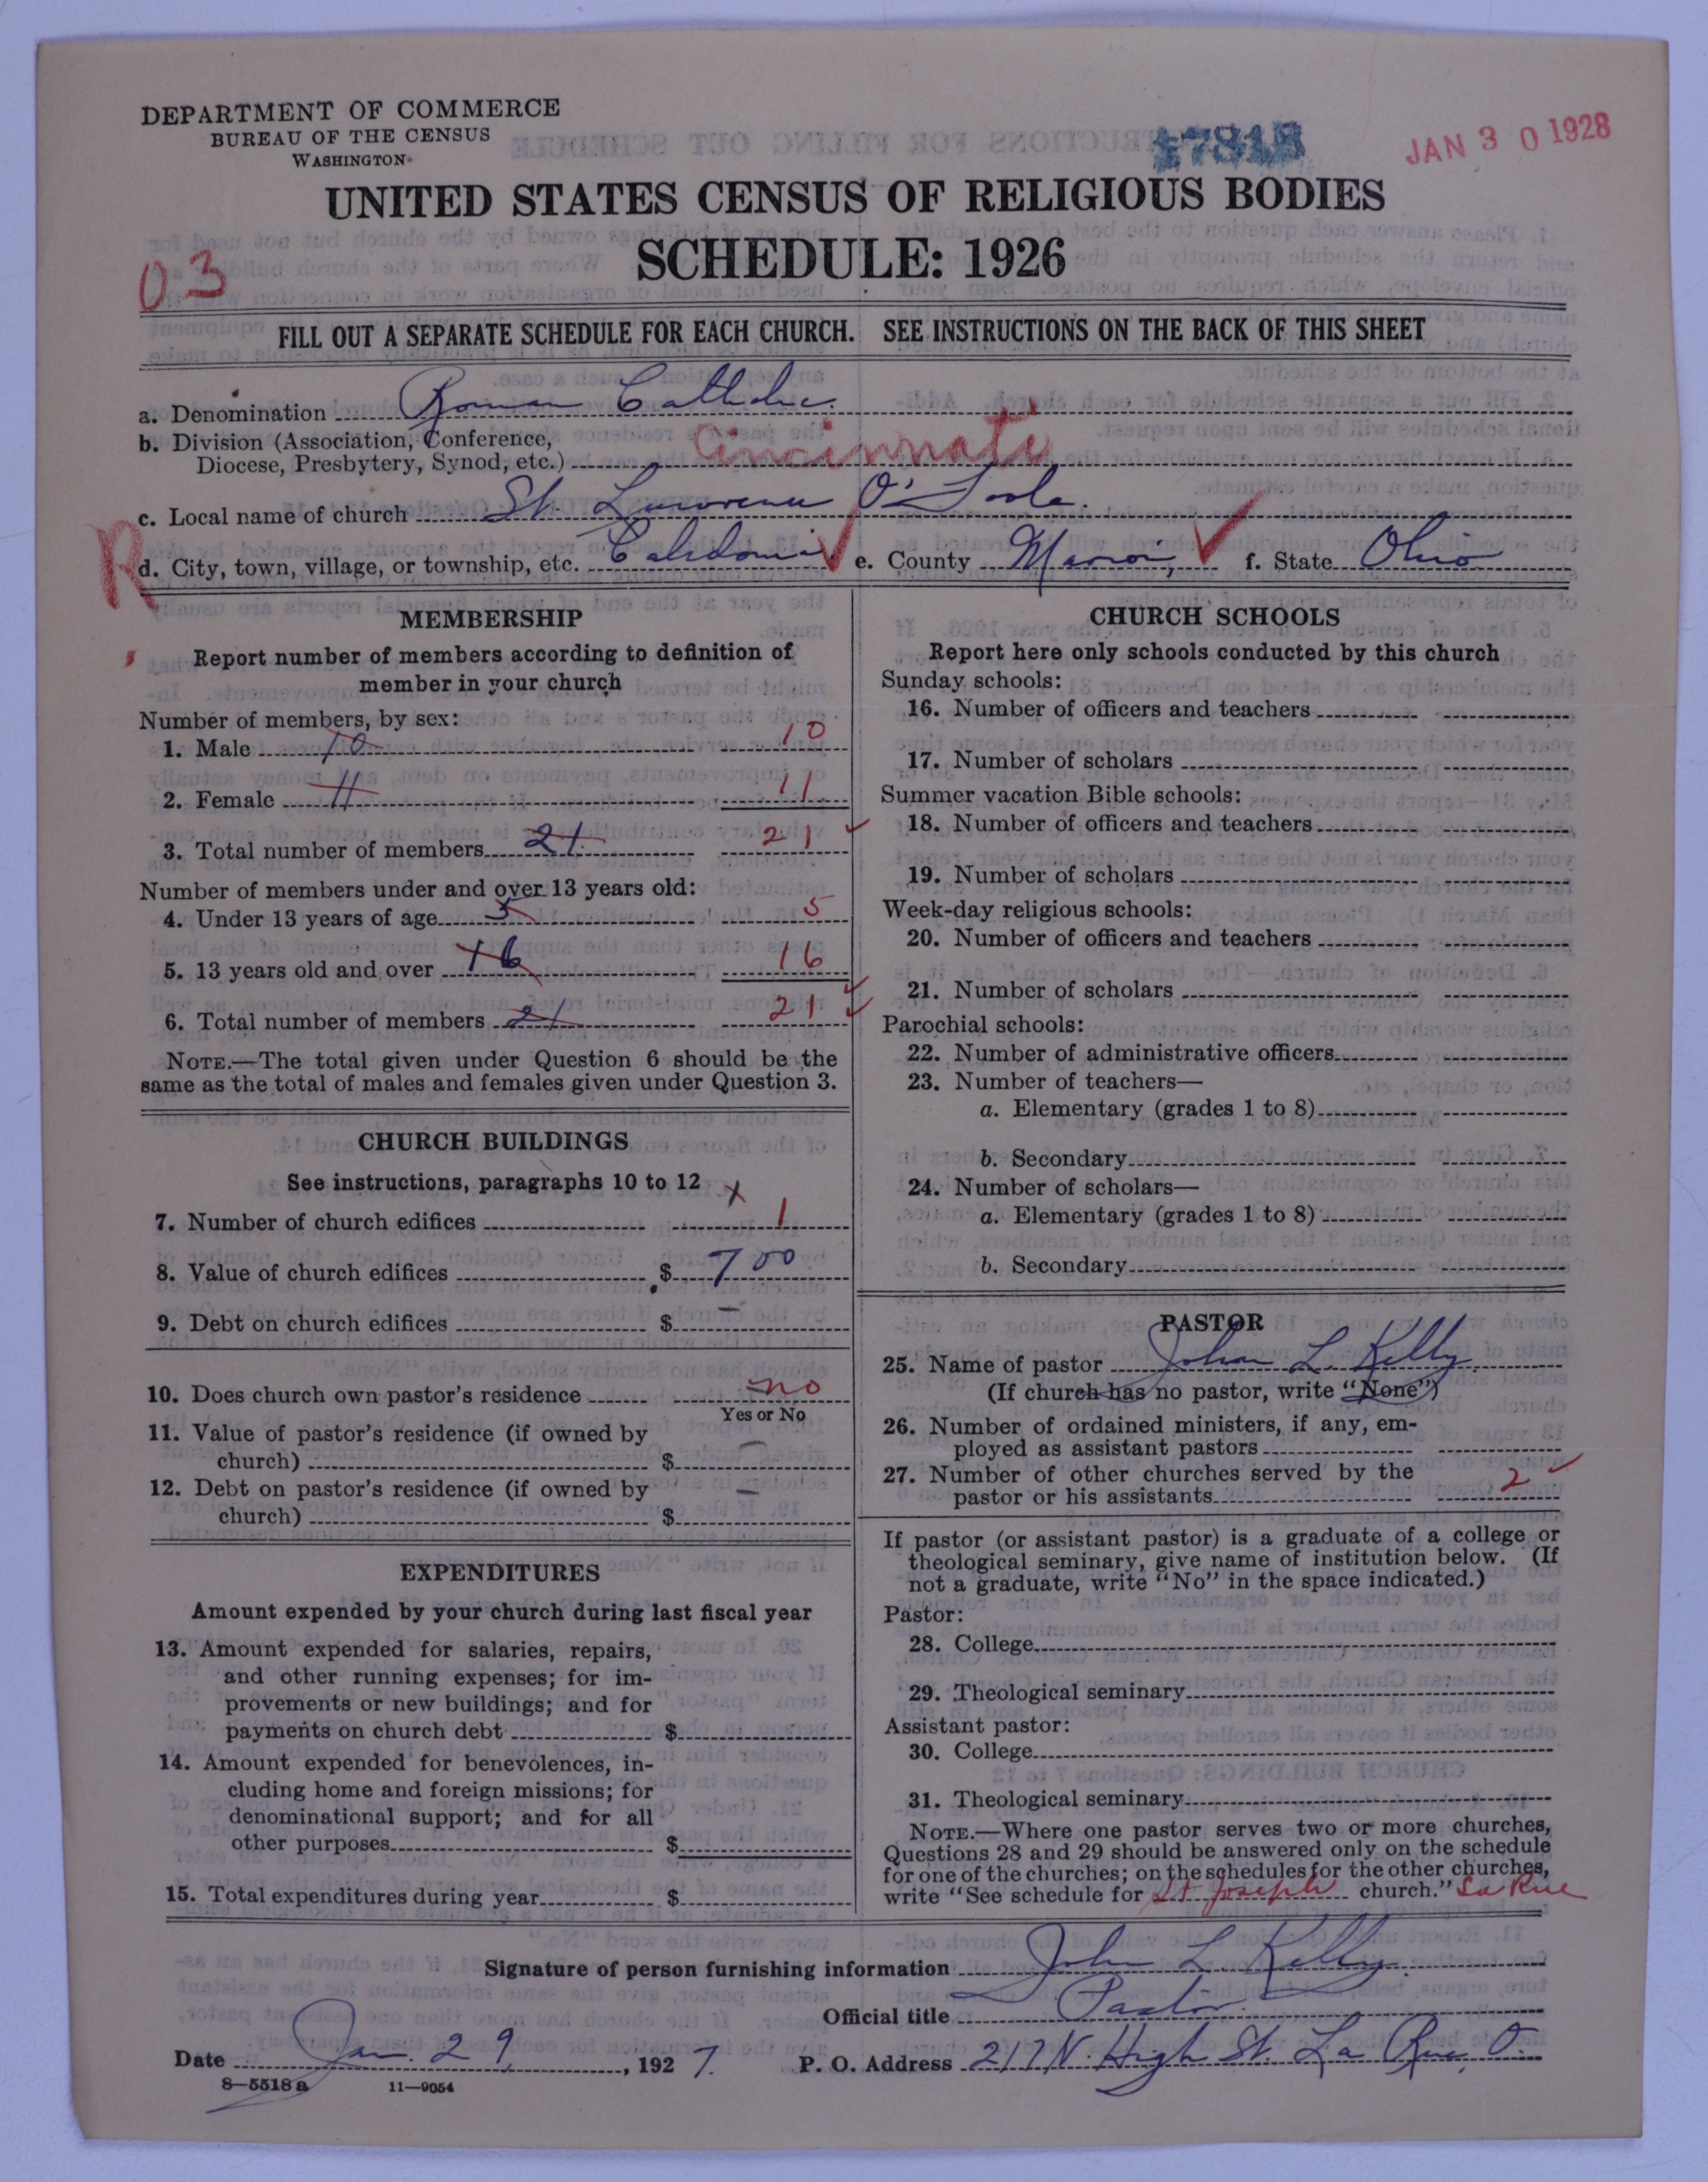 DEPARTMENT OF COMMERCE
BUREAU OF THE CENSUS
WASHINGTON
JAN 30 1928
UNITED STATES CENSUS OF RELIGIOUS BODIES
SCHEDULE: 1926
03
FILL OUT A SEPARATE SCHEDULE FOR EACH CHURCH. SEE INSTRUCTIONS ON THE BACK OF THIS SHEET
a. Denomination Roman Catholic.
b. Division (Association, Conference,
Diocese, Presbytery, Synod, etc.) Cincinnati
c. Local name of church St. Lawrence O'Toole.
R
d. City, town, village, or township, etc. Caledonia e. County Marion, f. State Ohio
MEMBERSHIP
Report number of members according to definition of
member in your church
Number of members, by sex:
1. Male 10 10
2. Female 11 11
3. Total number of members 21. 21
Number of members under and over 13 years old:
4. Under 13 years of age 5 5
5. 13 years old and over 16 16
6. Total number of members 21 21
NOTE.—The total given under Question 6 should be the
same as the total of males and females given under Question 3.
CHURCH BUILDINGS
See instructions, paragraphs 10 to 12
7. Number of church edifices 1
8. Value of church edifices $ 700
9. Debt on church edifices $ –
10. Does church own pastor's residence no
Yes or No
11. Value of pastor's residence (if owned by
church) $ –
12. Debt on pastor's residence (if owned by
church) $ –
EXPENDITURES
Amount expended by your church during last fiscal year
13. Amount expended for salaries, repairs,
and other running expenses; for im-
provements or new buildings; and for
payments on church debt $
14. Amount expended for benevolences, in-
cluding home and foreign missions; for
denominational support; and for all
other purposes $
15. Total expenditures during year $
CHURCH SCHOOLS
Report here only schools conducted by this church
Sunday schools:
16. Number of officers and teachers
17. Number of scholars
Summer vacation Bible schools:
18. Number of officers and teachers
19. Number of scholars
Week-day religious schools:
20. Number of officers and teachers
21. Number of scholars
Parochial schools:
22. Number of administrative officers
23. Number of teachers—
a. Elementary (grades 1 to 8)
b. Secondary
24. Number of scholars—
a. Elementary (grades 1 to 8)
b. Secondary
PASTOR
25. Name of pastor John L. Kelly
(If church has no pastor, write "None")
26. Number of ordained ministers, if any, em-
ployed as assistant pastors
27. Number of other churches served by the
pastor or his assistants 2
If pastor (or assistant pastor) is a graduate of a college or
theological seminary, give name of institution below. (If
not a graduate, write "No" in the space indicated.)
Pastor:
28. College
29. Theological seminary
Assistant pastor:
30. College
31. Theological seminary
NOTE.—Where one pastor serves two or more churches,
Questions 28 and 29 should be answered only on the schedule
for one of the churches; on the schedules for the other churches,
write "See schedule for St Joseph church." La Rue
Signature of person furnishing information John L. Kelly.
Official title Pastor.
Date Jan. 29, 1927. P. O. Address 217 N. High St. La Rue, O.
8—5518 a 11—9054